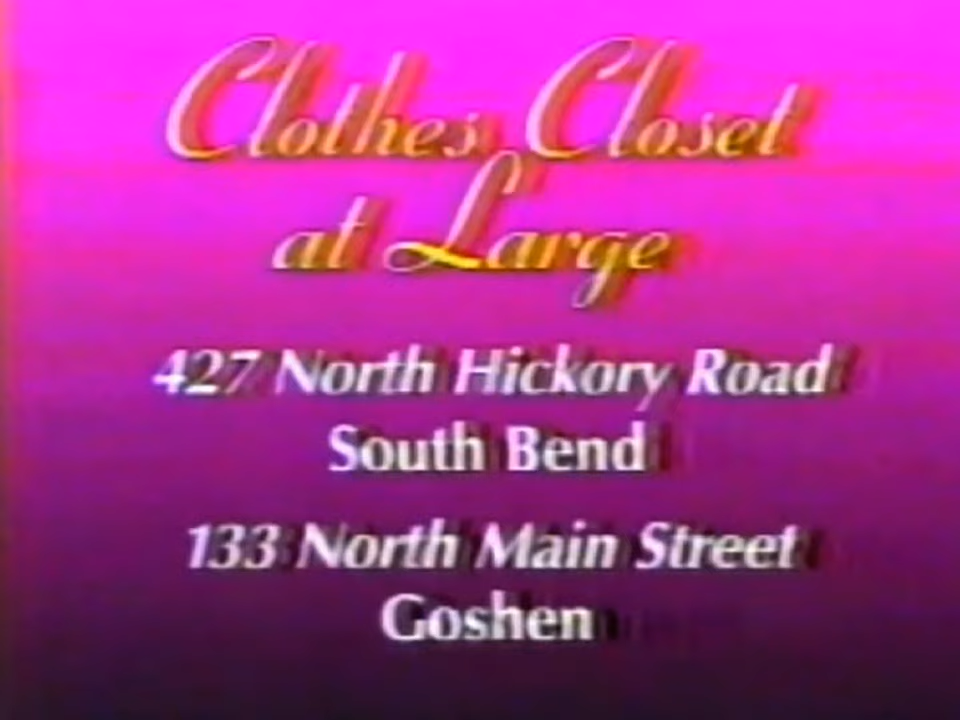 Clothes Closet
at Large
427 North Hickory Road
South Bend
133 North Main Street
Goshen